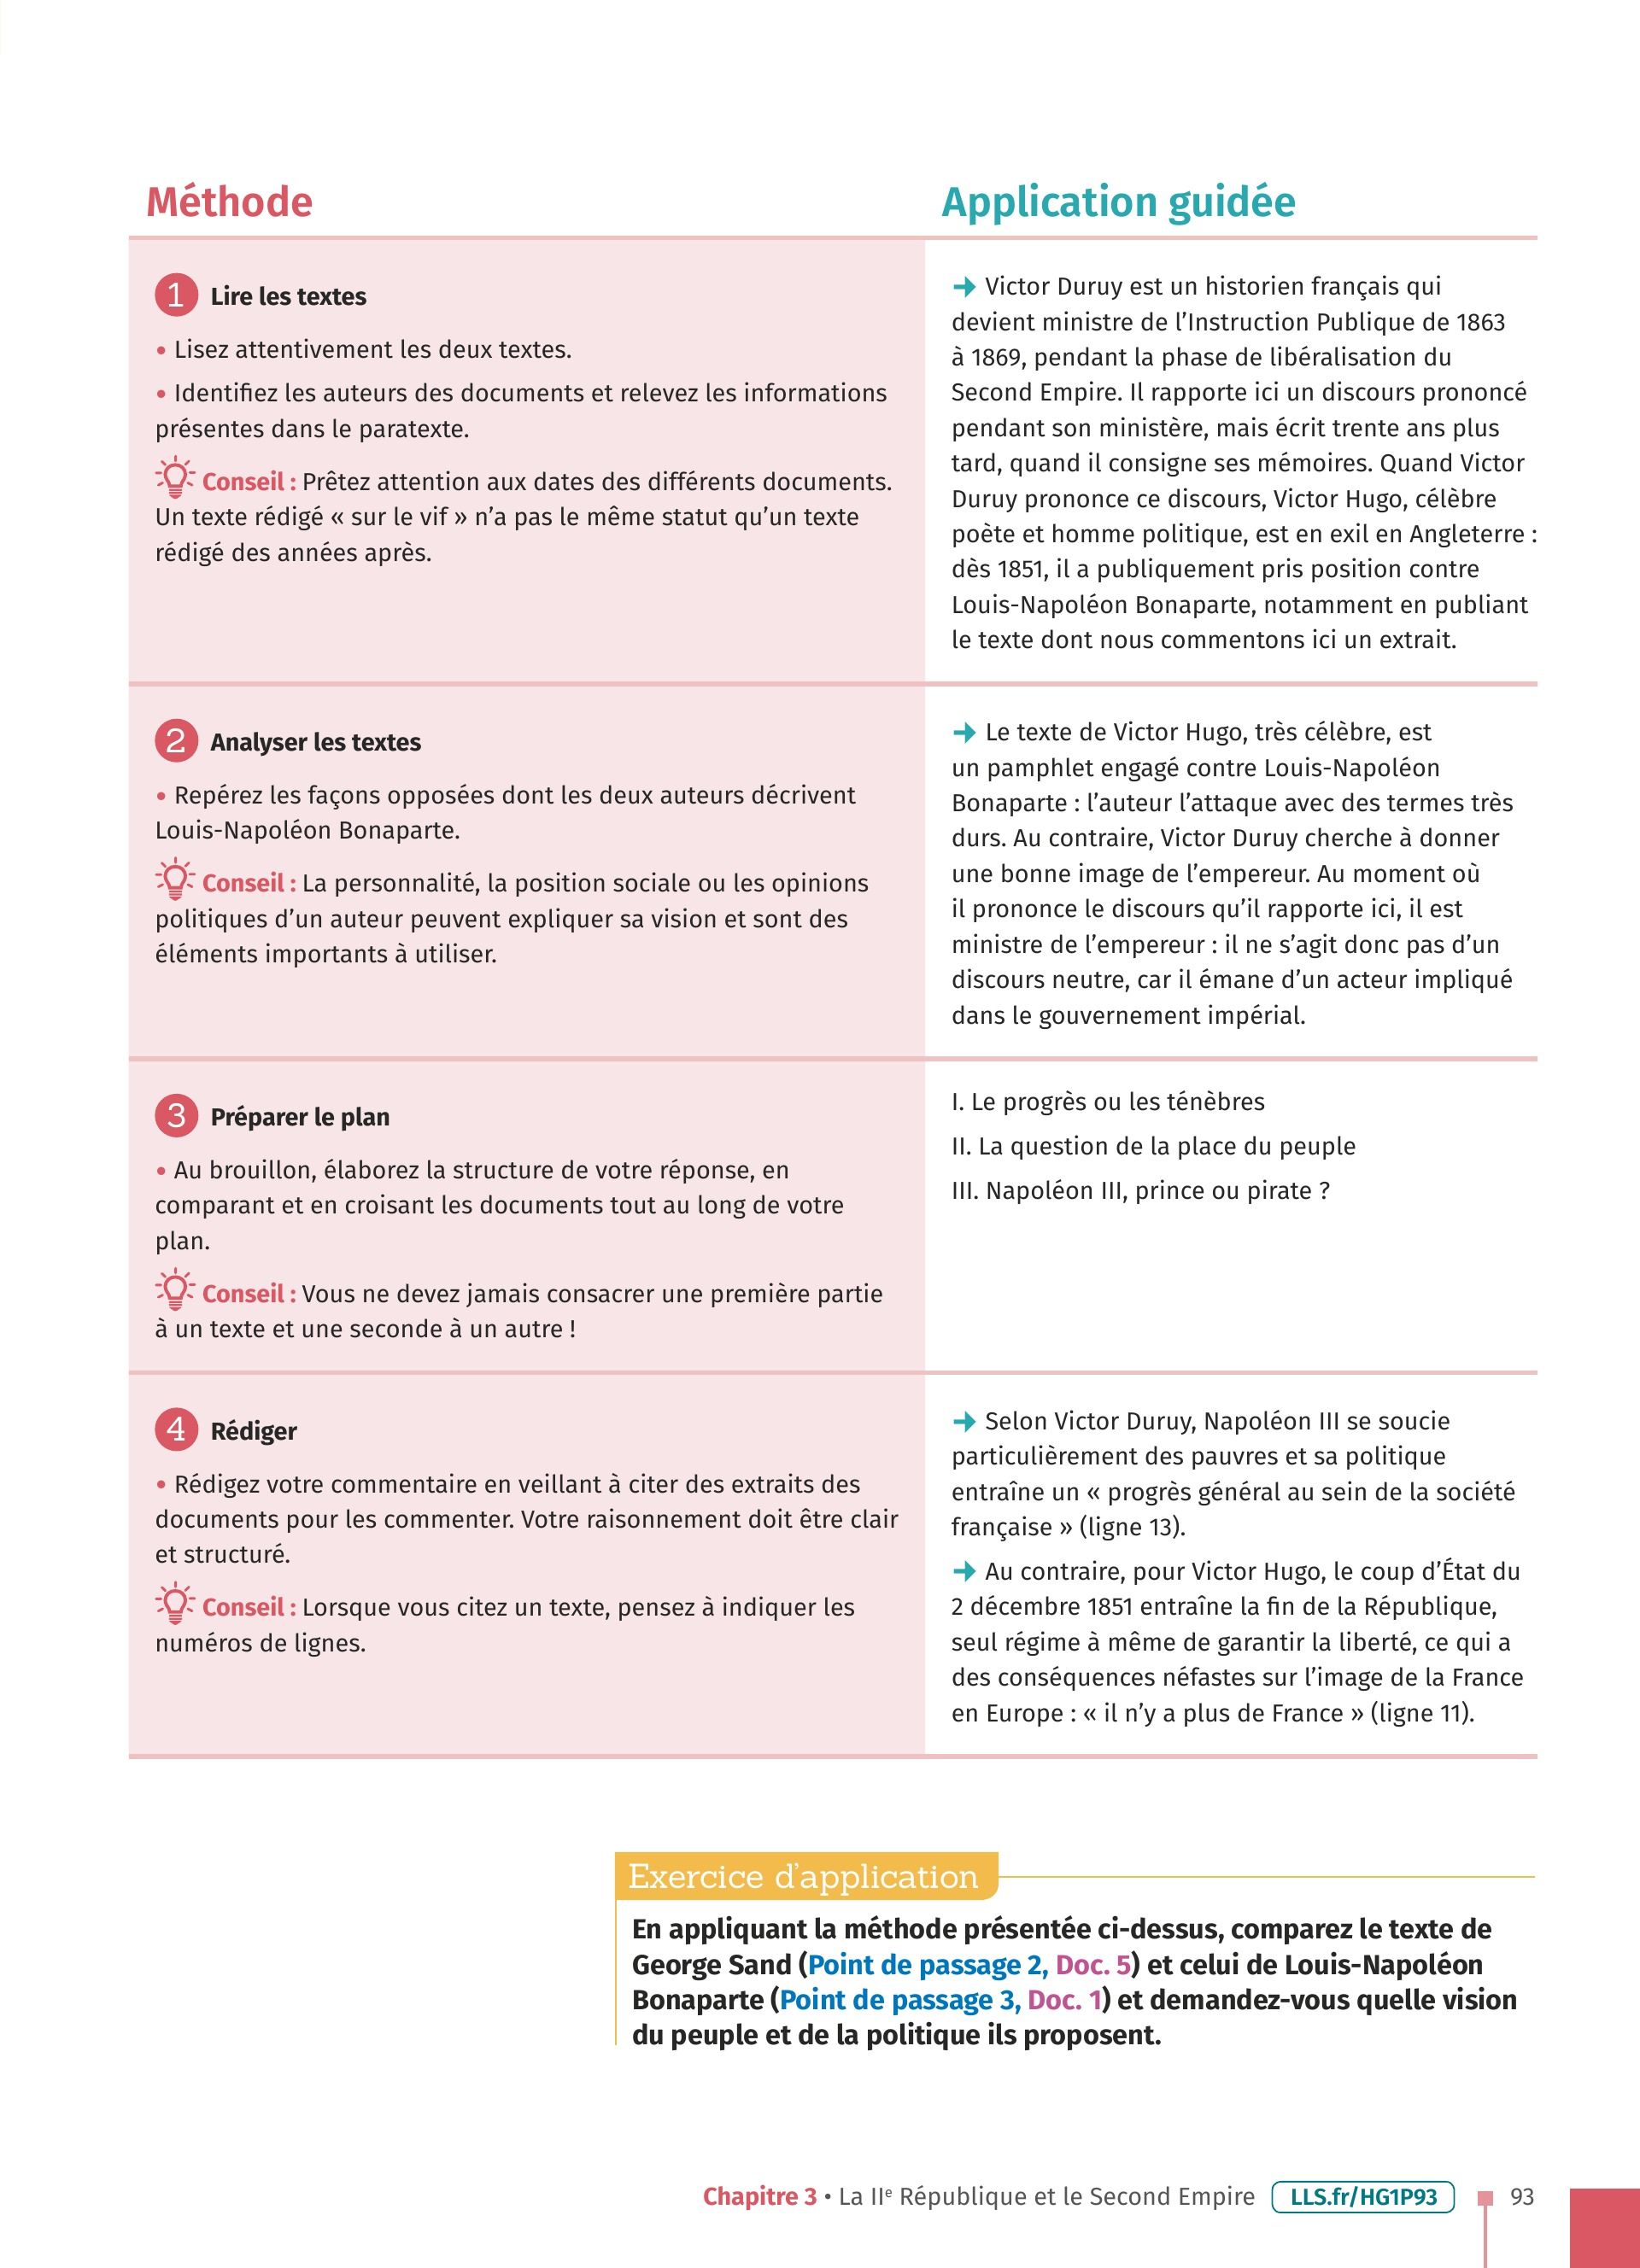 Méthode
Application guidée
1 Lire les textes
• Lisez attentivement les deux textes.
• Identifiez les auteurs des documents et relevez les informations
présentes dans le paratexte.
Conseil : Prêtez attention aux dates des différents documents.
Un texte rédigé « sur le vif » n’a pas le même statut qu’un texte
rédigé des années après.
→ Victor Duruy est un historien français qui
devient ministre de l’Instruction Publique de 1863
à 1869, pendant la phase de libéralisation du
Second Empire. Il rapporte ici un discours prononcé
pendant son ministère, mais écrit trente ans plus
tard, quand il consigne ses mémoires. Quand Victor
Duruy prononce ce discours, Victor Hugo, célèbre
poète et homme politique, est en exil en Angleterre :
dès 1851, il a publiquement pris position contre
Louis-Napoléon Bonaparte, notamment en publiant
le texte dont nous commentons ici un extrait.
2 Analyser les textes
• Repérez les façons opposées dont les deux auteurs décrivent
Louis-Napoléon Bonaparte.
Conseil : La personnalité, la position sociale ou les opinions
politiques d’un auteur peuvent expliquer sa vision et sont des
éléments importants à utiliser.
→ Le texte de Victor Hugo, très célèbre, est
un pamphlet engagé contre Louis-Napoléon
Bonaparte : l’auteur l’attaque avec des termes très
durs. Au contraire, Victor Duruy cherche à donner
une bonne image de l’empereur. Au moment où
il prononce le discours qu’il rapporte ici, il est
ministre de l’empereur : il ne s’agit donc pas d’un
discours neutre, car il émane d’un acteur impliqué
dans le gouvernement impérial.
3 Préparer le plan
• Au brouillon, élaborez la structure de votre réponse, en
comparant et en croisant les documents tout au long de votre
plan.
Conseil : Vous ne devez jamais consacrer une première partie
à un texte et une seconde à un autre !
I. Le progrès ou les ténèbres
II. La question de la place du peuple
III. Napoléon III, prince ou pirate ?
4 Rédiger
• Rédigez votre commentaire en veillant à citer des extraits des
documents pour les commenter. Votre raisonnement doit être clair
et structuré.
Conseil : Lorsque vous citez un texte, pensez à indiquer les
numéros de lignes.
→ Selon Victor Duruy, Napoléon III se soucie
particulièrement des pauvres et sa politique
entraîne un « progrès général au sein de la société
française » (ligne 13).
→ Au contraire, pour Victor Hugo, le coup d’État du
2 décembre 1851 entraîne la fin de la République,
seul régime à même de garantir la liberté, ce qui a
des conséquences néfastes sur l’image de la France
en Europe : « il n’y a plus de France » (ligne 11).
Exercice d’application
En appliquant la méthode présentée ci-dessus, comparez le texte de
George Sand (Point de passage 2, Doc. 5) et celui de Louis-Napoléon
Bonaparte (Point de passage 3, Doc. 1) et demandez-vous quelle vision
du peuple et de la politique ils proposent.
Chapitre 3 • La IIe République et le Second Empire LLS.fr/HG1P93 93